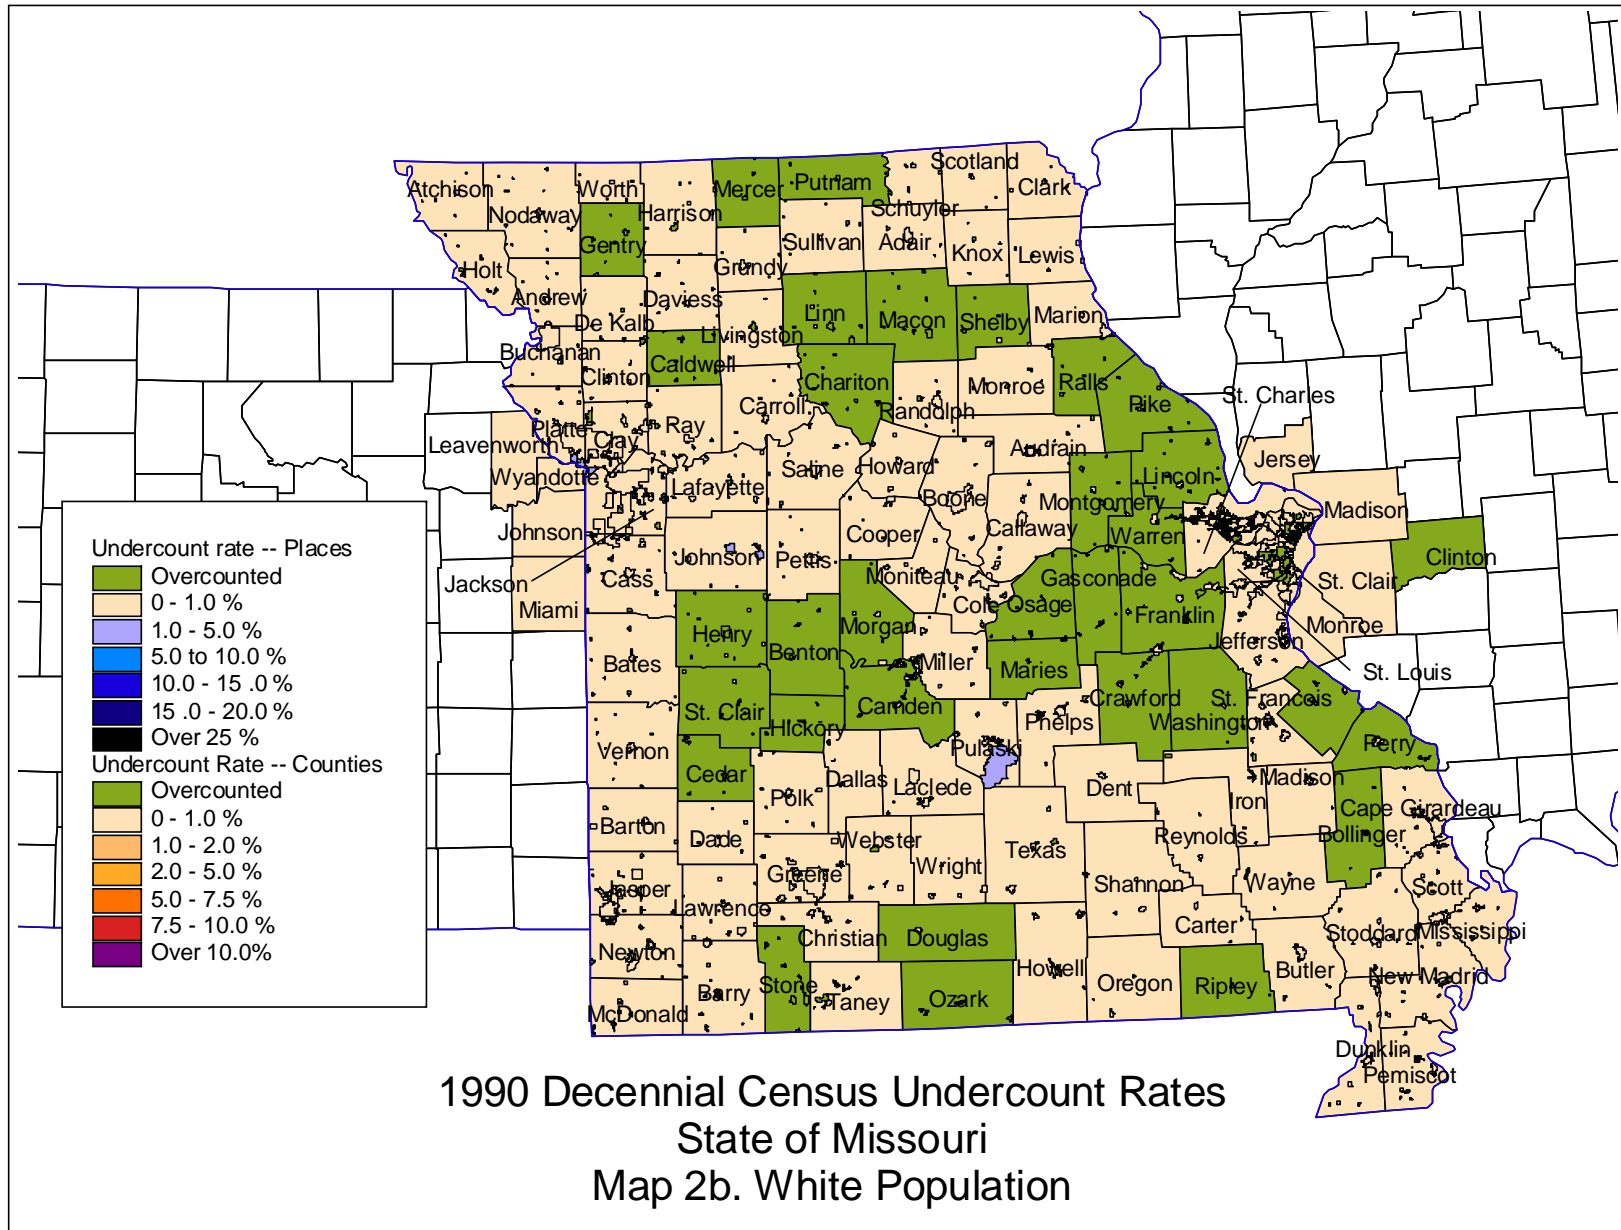 Scotland
Atchison
Worth
Mercer
Putnam
Clark
Nodaway
Harrison
Schuyler
Gentry
Sullivan
Adair
Knox
Lewis
Holt
Grundy
Andrew
Daviess
De Kalb
Linn
Macon
Shelby
Marion
Livingston
Buchanan
Caldwell
Clinton
Chariton
Monroe
Ralls
St. Charles
Carroll
Randolph
Pike
Platte
Clay
Ray
Leavenworth
Audrain
Jersey
Wyandotte
Saline
Howard
Lincoln
Lafayette
Boone
Montgomery
Madison
Johnson
Cooper
Callaway
Warren
Johnson
Pettis
Clinton
Jackson
Cass
Moniteau
Gasconade
St. Clair
Miami
Cole
Osage
Franklin
Morgan
Monroe
Henry
Jefferson
Benton
Bates
Miller
Maries
St. Louis
St. Clair
Camden
Crawford
St. Francois
Hickory
Phelps
Washington
Vernon
Pulaski
Perry
Cedar
Dallas
Laclede
Dent
Madison
Polk
Iron
Cape Girardeau
Barton
Dade
Webster
Reynolds
Bollinger
Texas
Greene
Wright
Jasper
Shannon
Wayne
Scott
Lawrence
Carter
Christian
Douglas
Stoddard
Mississippi
Newton
Howell
Butler
New Madrid
Barry
Stone
Taney
Ozark
Oregon
Ripley
McDonald
Dunklin
Pemiscot
Undercount rate -- Places
Overcounted
0 - 1.0 %
1.0 - 5.0 %
5.0 to 10.0 %
10.0 - 15 .0 %
15 .0 - 20.0 %
Over 25 %
Undercount Rate -- Counties
Overcounted
0 - 1.0 %
1.0 - 2.0 %
2.0 - 5.0 %
5.0 - 7.5 %
7.5 - 10.0 %
Over 10.0%
1990 Decennial Census Undercount Rates
State of Missouri
Map 2b. White Population